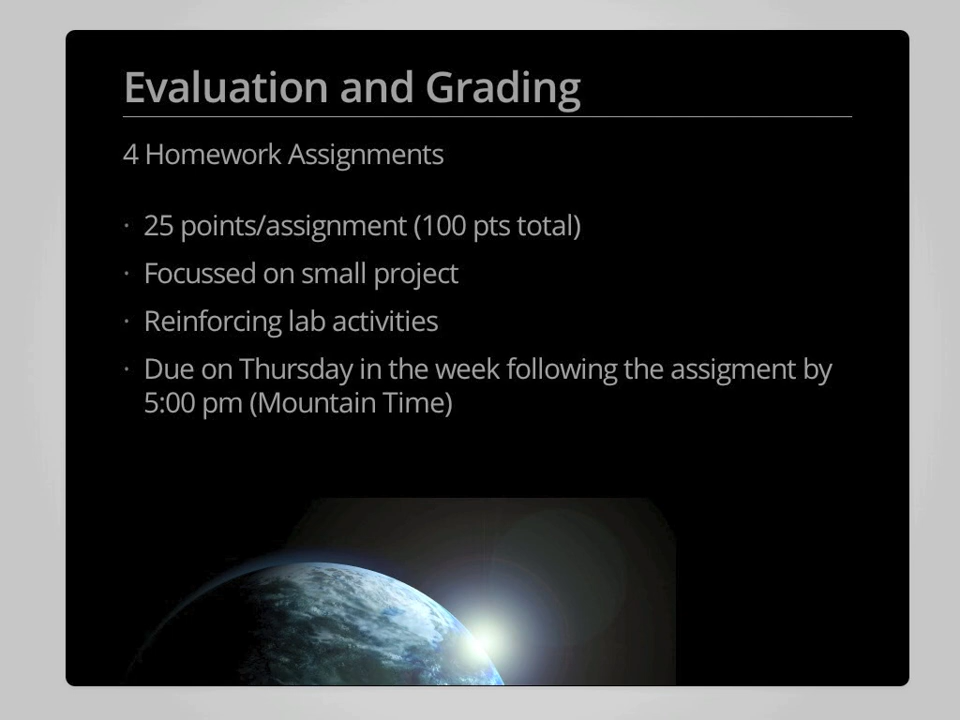 Evaluation and Grading
4 Homework Assignments
· 25 points/assignment (100 pts total)
· Focussed on small project
· Reinforcing lab activities
· Due on Thursday in the week following the assigment by
5:00 pm (Mountain Time)